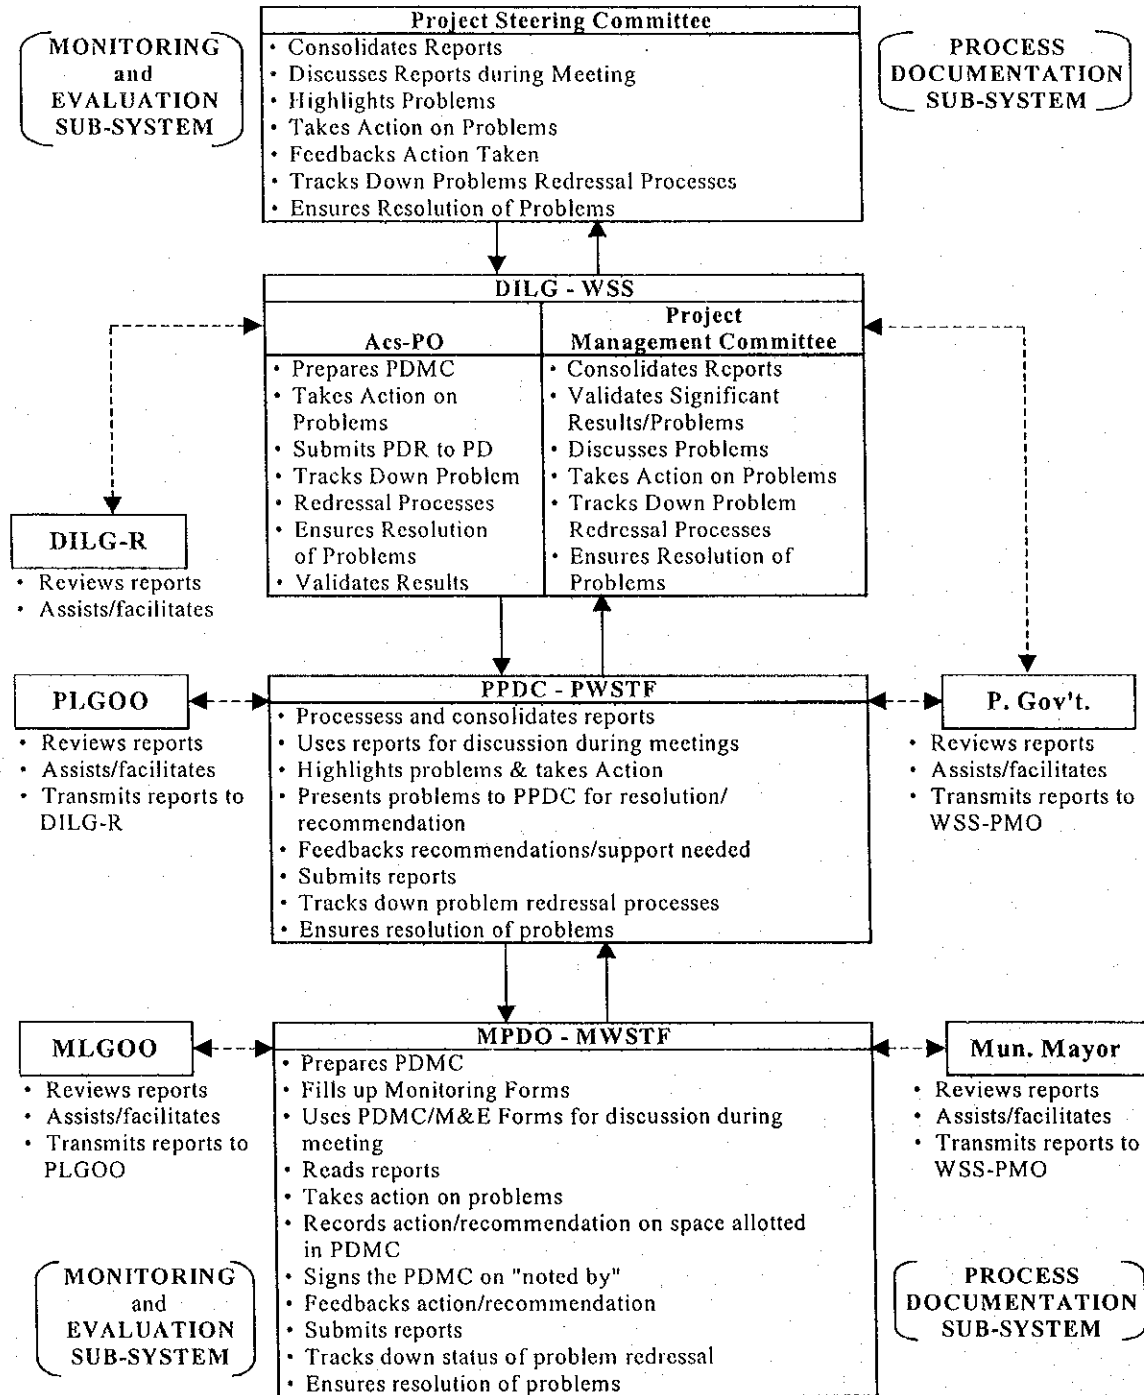 Project Steering Committee
MONITORING
and
EVALUATION
SUB-SYSTEM
• Consolidates Reports
• Discusses Reports during Meeting
• Highlights Problems
• Takes Action on Problems
• Feedbacks Action Taken
• Tracks Down Problems Redressal Processes
• Ensures Resolution of Problems
PROCESS
DOCUMENTATION
SUB-SYSTEM
DILG - WSS
Acs-PO
• Prepares PDMC
• Takes Action on
Problems
• Submits PDR to PD
• Tracks Down Problem
• Redressal Processes
• Ensures Resolution
of Problems
• Validates Results
Project
Management Committee
• Consolidates Reports
• Validates Significant
Results/Problems
• Discusses Problems
• Takes Action on Problems
• Tracks Down Problem
Redressal Processes
• Ensures Resolution of
Problems
DILG-R
• Reviews reports
• Assists/facilitates
PLGOO
• Reviews reports
• Assists/facilitates
• Transmits reports to
DILG-R
PPDC - PWSTF
• Processess and consolidates reports
• Uses reports for discussion during meetings
• Highlights problems & takes Action
• Presents problems to PPDC for resolution/
recommendation
• Feedbacks recommendations/support needed
• Submits reports
• Tracks down problem redressal processes
• Ensures resolution of problems
P. Gov't.
• Reviews reports
• Assists/facilitates
• Transmits reports to
WSS-PMO
MLGOO
• Reviews reports
• Assists/facilitates
• Transmits reports to
PLGOO
MPDO - MWSTF
• Prepares PDMC
• Fills up Monitoring Forms
• Uses PDMC/M&E Forms for discussion during
meeting
• Reads reports
• Takes action on problems
• Records action/recommendation on space allotted
in PDMC
• Signs the PDMC on "noted by"
• Feedbacks action/recommendation
• Submits reports
• Tracks down status of problem redressal
• Ensures resolution of problems
Mun. Mayor
• Reviews reports
• Assists/facilitates
• Transmits reports to
WSS-PMO
MONITORING
and
EVALUATION
SUB-SYSTEM
PROCESS
DOCUMENTATION
SUB-SYSTEM